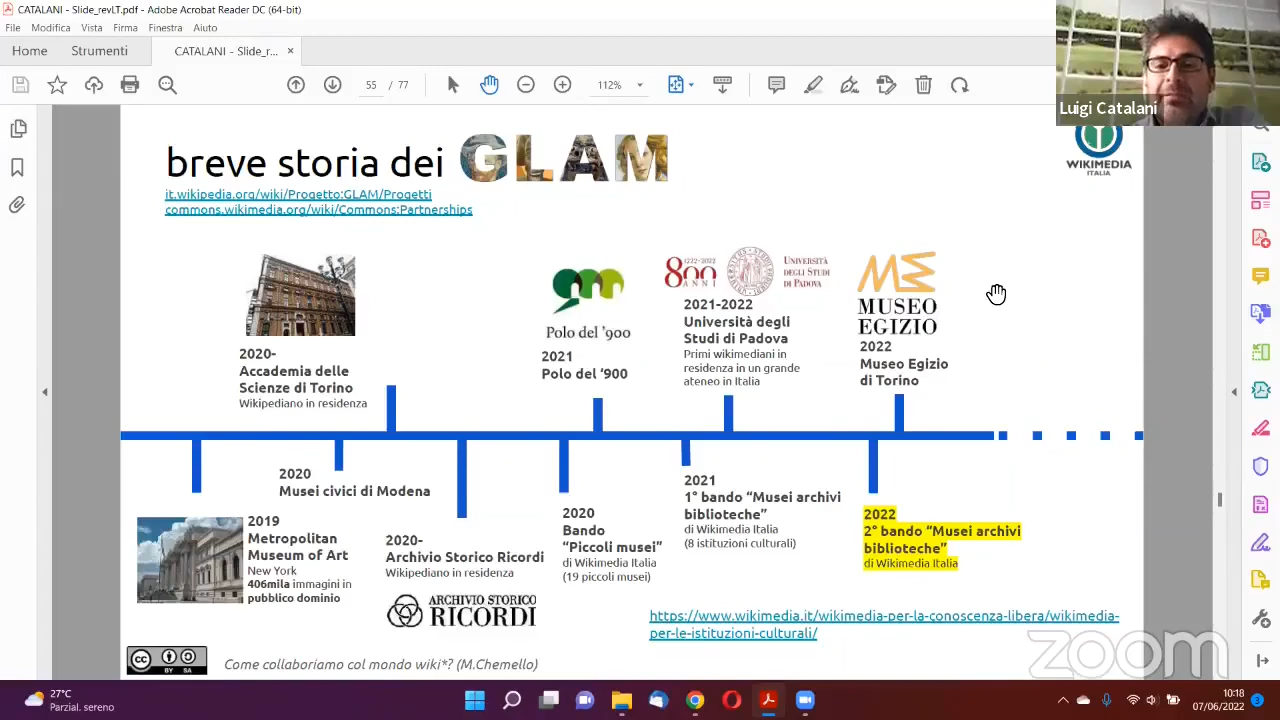 CATALANI - Slide_revLT.pdf - Adobe Acrobat Reader DC (64-bit)
File Modifica Vista Firma Finestra Aiuto
Home Strumenti CATALANI - Slide_r... ×
55 / 77 112%
Luigi Catalani
breve storia dei GLAM
it.wikipedia.org/wiki/Progetto:GLAM/Progetti
commons.wikimedia.org/wiki/Commons:Partnerships
WIKIMEDIA
ITALIA
2020-
Accademia delle
Scienze di Torino
Wikipediano in residenza
900
Polo del '900
2021
Polo del '900
1222-2022
800
ANNI
UNIVERSITÀ
DEGLI STUDI
DI PADOVA
2021-2022
Università degli
Studi di Padova
Primi wikimediani in
residenza in un grande
ateneo in Italia
ME
MUSEO
EGIZIO
2022
Museo Egizio
di Torino
2019
Metropolitan
Museum of Art
New York
406mila immagini in
pubblico dominio
2020
Musei civici di Modena
2020-
Archivio Storico Ricordi
Wikipediano in residenza
ARCHIVIO STORICO
RICORDI
2020
Bando
“Piccoli musei”
di Wikimedia Italia
(19 piccoli musei)
2021
1° bando “Musei archivi
biblioteche”
di Wikimedia Italia
(8 istituzioni culturali)
2022
2° bando “Musei archivi
biblioteche”
di Wikimedia Italia
https://www.wikimedia.it/wikimedia-per-la-conoscenza-libera/wikimedia-
per-le-istituzioni-culturali/
cc BY SA
Come collaboriamo col mondo wiki*? (M.Chemello)
zoom
27°C
Parzial. sereno
10:18
07/06/2022
3